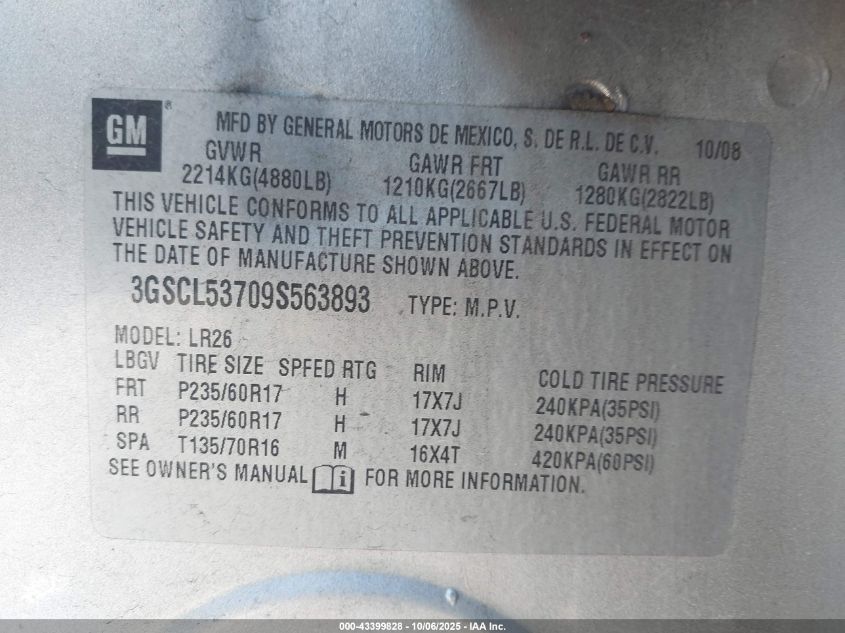 GM ®
MFD BY GENERAL MOTORS DE MEXICO, S. DE R.L. DE C.V. 10/08
GVWR GAWR FRT GAWR RR
2214KG(4880LB) 1210KG(2667LB) 1280KG(2822LB)
THIS VEHICLE CONFORMS TO ALL APPLICABLE U.S. FEDERAL MOTOR
VEHICLE SAFETY AND THEFT PREVENTION STANDARDS IN EFFECT ON
THE DATE OF MANUFACTURE SHOWN ABOVE.
3GSCL53709S563893 TYPE: M.P.V.
MODEL: LR26
LBGV TIRE SIZE SPFED RTG RIM COLD TIRE PRESSURE
FRT P235/60R17 H 17X7J 240KPA(35PSI)
RR P235/60R17 H 17X7J 240KPA(35PSI)
SPA T135/70R16 M 16X4T 420KPA(60PSI)
SEE OWNER'S MANUAL i FOR MORE INFORMATION.
000-43399828 - 10/06/2025 - IAA Inc.